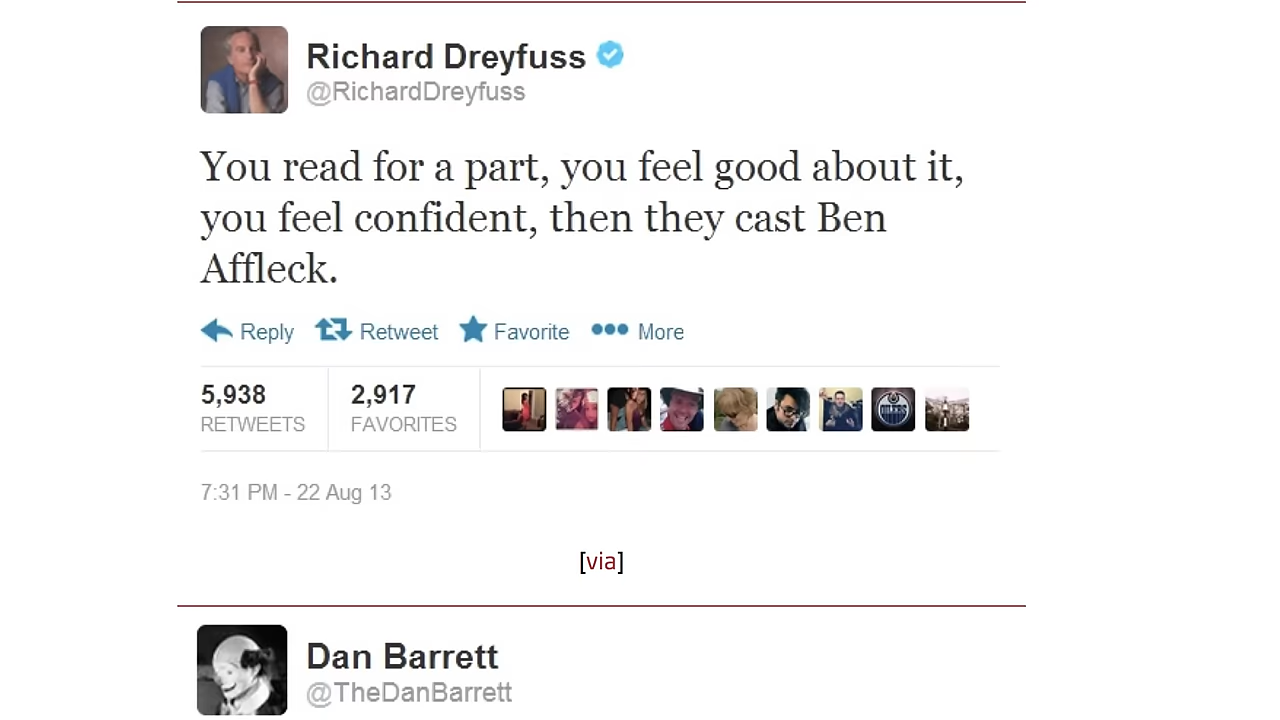 Richard Dreyfuss
@RichardDreyfuss
You read for a part, you feel good about it,
you feel confident, then they cast Ben
Affleck.
Reply Retweet Favorite More
5,938 2,917
RETWEETS FAVORITES
OILERS
7:31 PM - 22 Aug 13
[via]
Dan Barrett
@TheDanBarrett